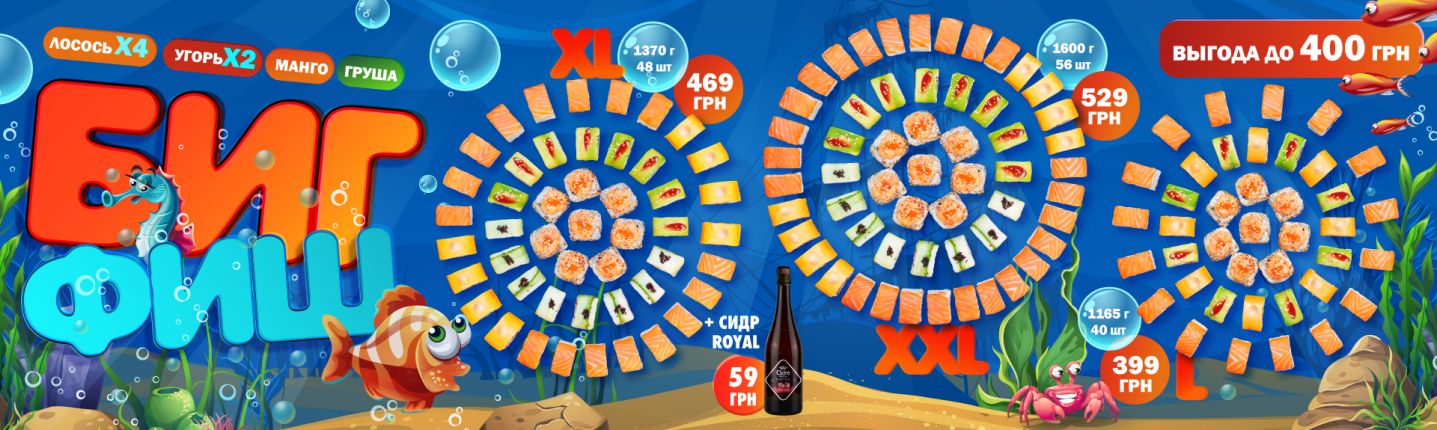 ЛОСОСЬ X4
УГОРЬ X2
МАНГО
ГРУША
БИГ
ФИШ
XL
1370 г
48 шт
469
ГРН
+ СИДР
ROYAL
59
ГРН
1600 г
56 шт
529
ГРН
XXL
ВЫГОДА ДО 400 ГРН
1165 г
40 шт
399
ГРН
L